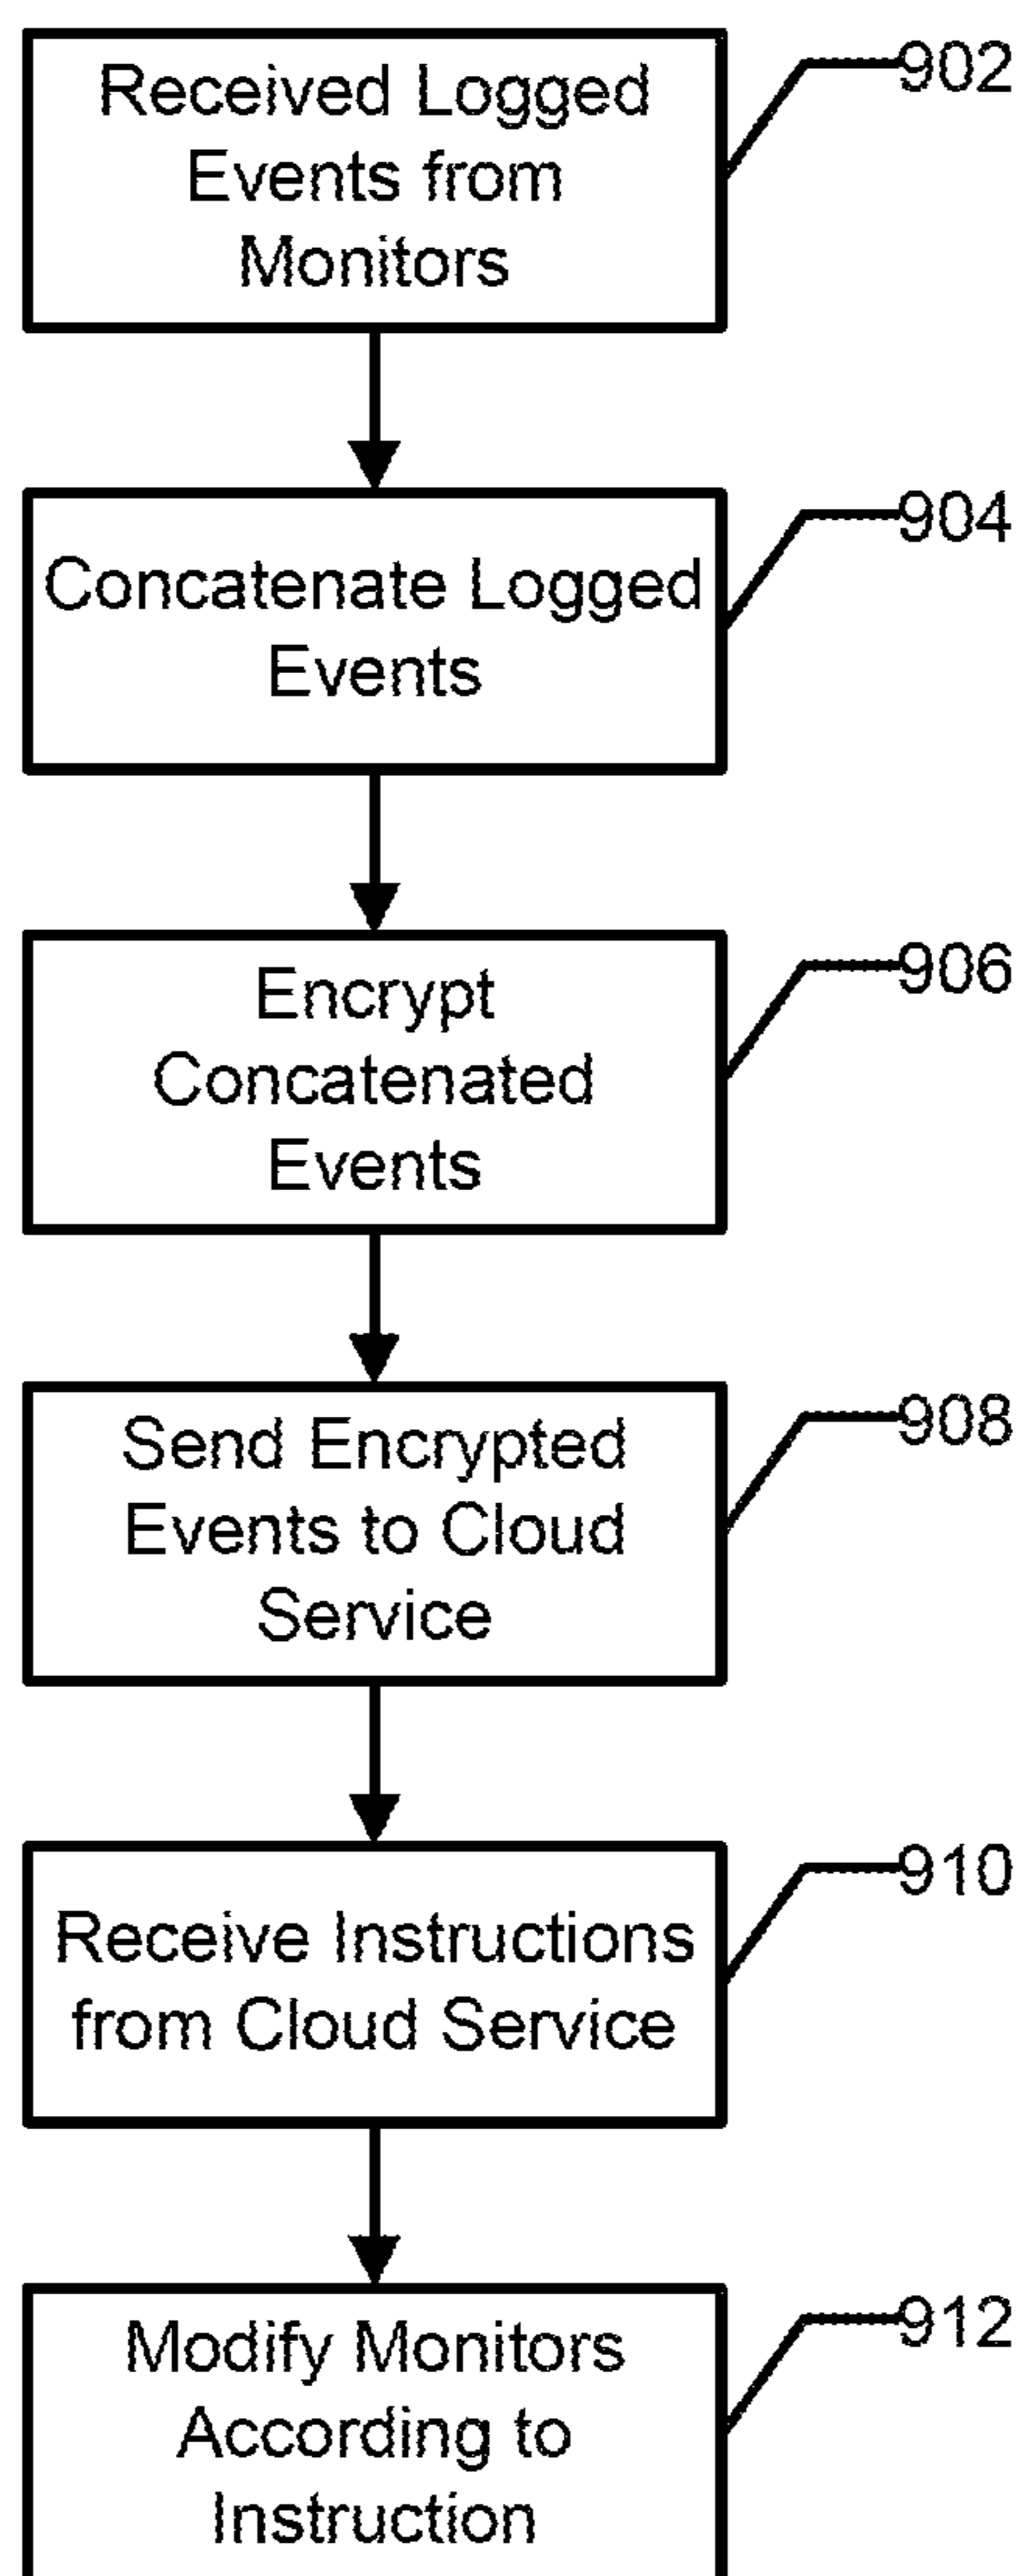 Received Logged
Events from
Monitors
902
Concatenate Logged
Events
904
Encrypt
Concatenated
Events
906
Send Encrypted
Events to Cloud
Service
908
Receive Instructions
from Cloud Service
910
Modify Monitors
According to
Instruction
912